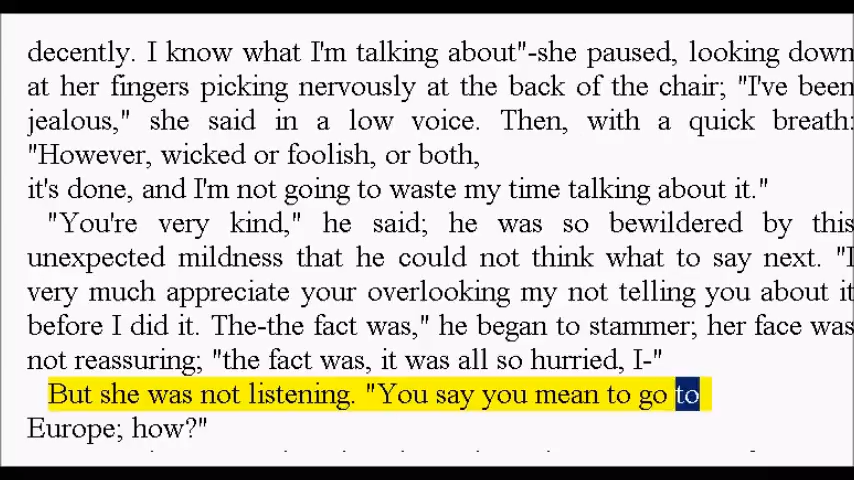 decently. I know what I'm talking about"-she paused, looking down
at her fingers picking nervously at the back of the chair; "I've been
jealous," she said in a low voice. Then, with a quick breath:
"However, wicked or foolish, or both,
it's done, and I'm not going to waste my time talking about it."
"You're very kind," he said; he was so bewildered by this
unexpected mildness that he could not think what to say next. "I
very much appreciate your overlooking my not telling you about it
before I did it. The-the fact was," he began to stammer; her face was
not reassuring; "the fact was, it was all so hurried, I-"
But she was not listening. "You say you mean to go to
Europe; how?"